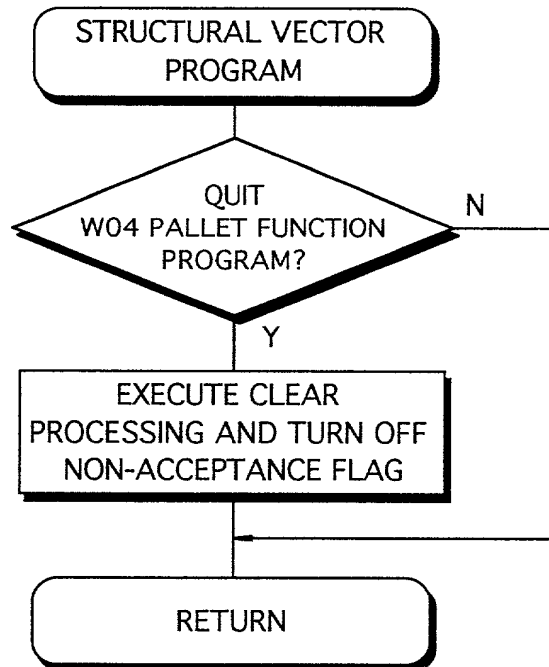 STRUCTURAL VECTOR
PROGRAM
QUIT
W04 PALLET FUNCTION
PROGRAM?
N
Y
EXECUTE CLEAR
PROCESSING AND TURN OFF
NON-ACCEPTANCE FLAG
RETURN